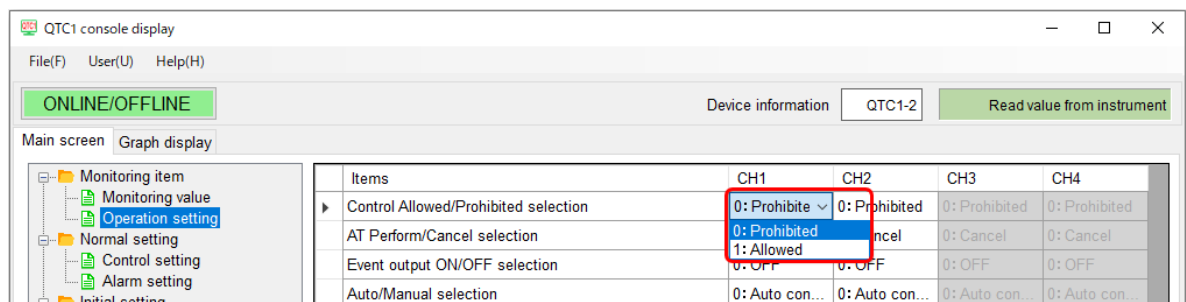 QTC1 console display
File(F) User(U) Help(H)
ONLINE/OFFLINE Device information QTC1-2 Read value from instrument
Main screen Graph display
Monitoring item
Monitoring value
Operation setting
Normal setting
Control setting
Alarm setting
Initial setting
Items CH1 CH2 CH3 CH4
Control Allowed/Prohibited selection 0: Prohibite 0: Prohibited 0: Prohibited 0: Prohibited
0: Prohibited
1: Allowed
AT Perform/Cancel selection ncel 0: Cancel 0: Cancel
Event output ON/OFF selection 0: OFF 0: OFF 0: OFF 0: OFF
Auto/Manual selection 0: Auto con... 0: Auto con... 0: Auto con... 0: Auto con...